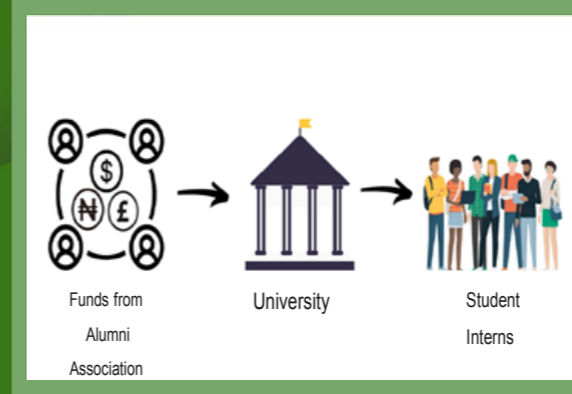 $
₦ £
Funds from
Alumni
Association
University
Student
Interns